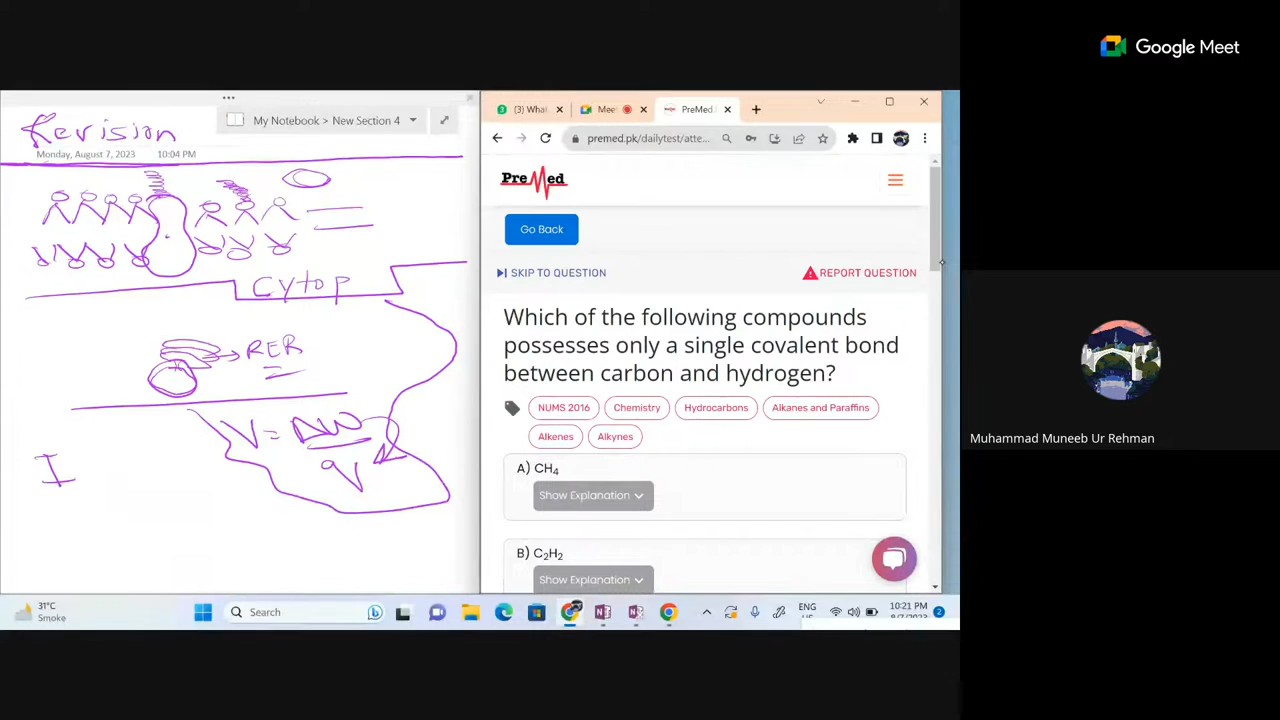 Google Meet
My Notebook > New Section 4
Revision
Monday, August 7, 2023 10:04 PM
Cytop
RER
V = ΔW
q
I
(3) What
Meet
PreMed.
premed.pk/dailytest/atte...
PreMed
Go Back
SKIP TO QUESTION
REPORT QUESTION
Which of the following compounds
possesses only a single covalent bond
between carbon and hydrogen?
NUMS 2016
Chemistry
Hydrocarbons
Alkanes and Paraffins
Alkenes
Alkynes
A) CH₄
Show Explanation
B) C₂H₂
Show Explanation
Muhammad Muneeb Ur Rehman
31°C
Smoke
Search
ENG
10:21 PM
2